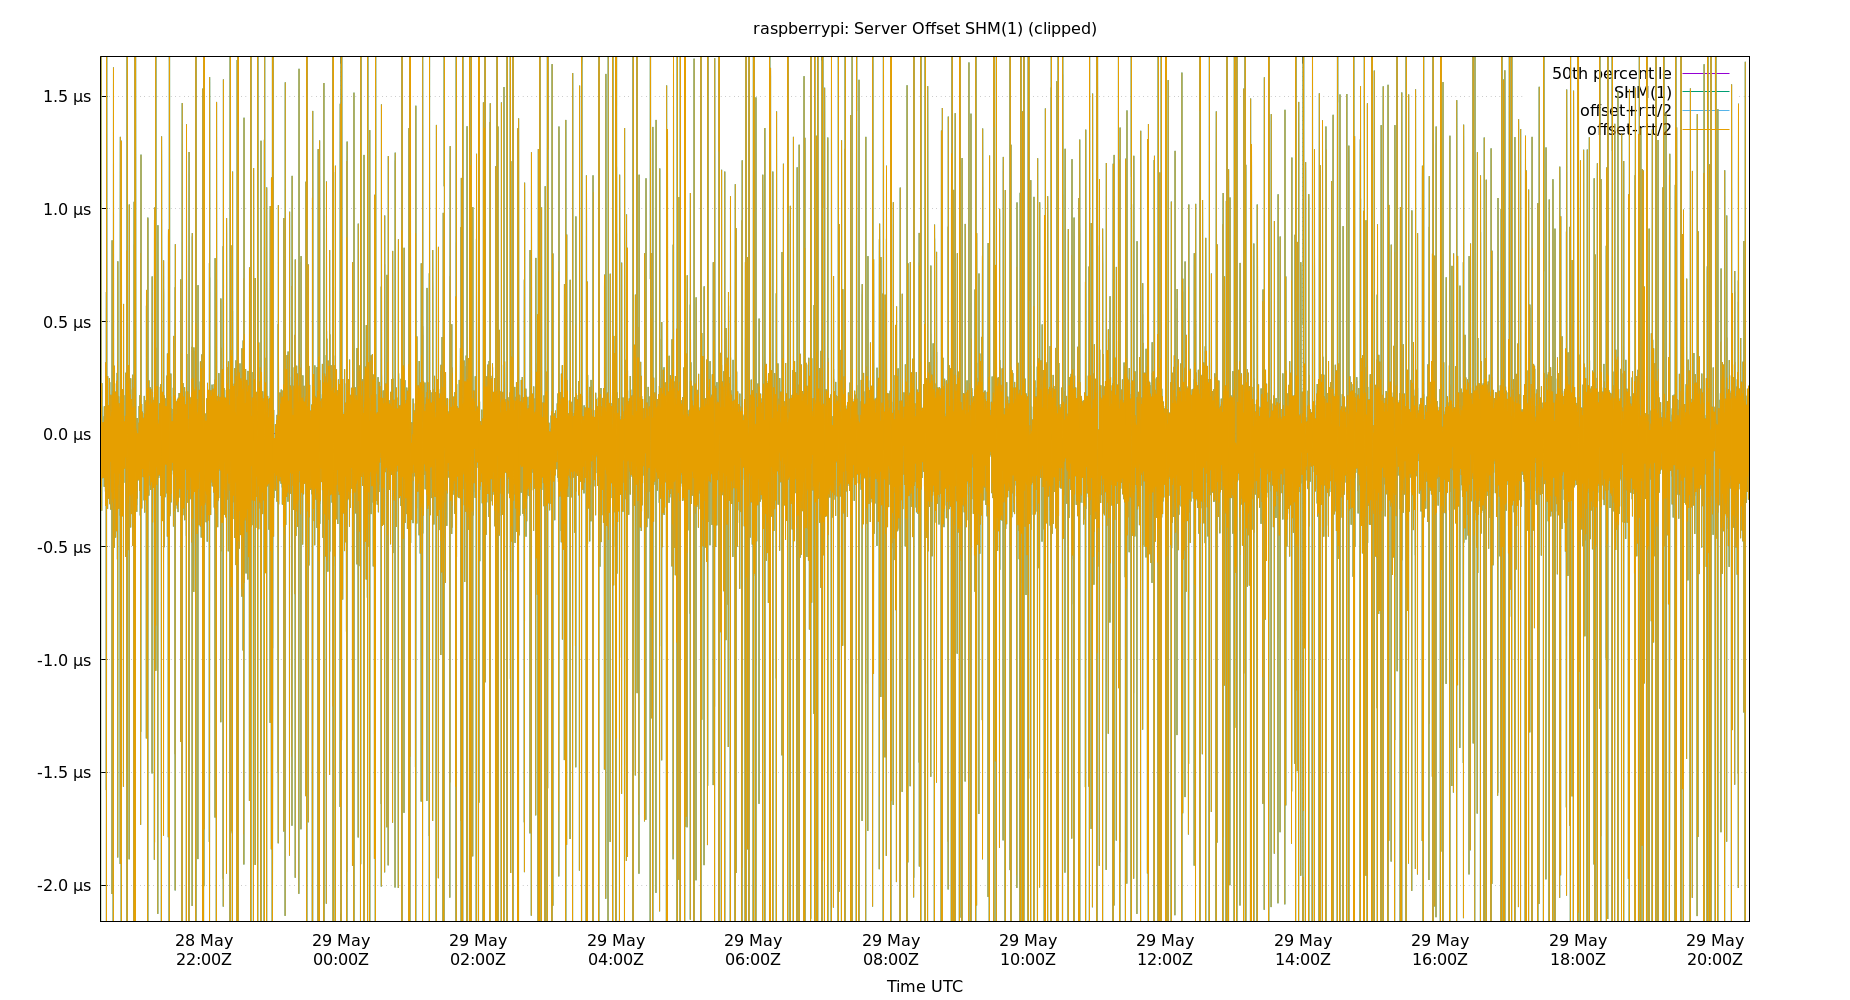 raspberrypi: Server Offset SHM(1) (clipped)
50th percentile
SHM(1)
offset+rtt/2
offset-rtt/2
1.5 µs
1.0 µs
0.5 µs
0.0 µs
-0.5 µs
-1.0 µs
-1.5 µs
-2.0 µs
28 May 29 May 29 May 29 May 29 May 29 May 29 May 29 May 29 May 29 May 29 May 29 May
22:00Z 00:00Z 02:00Z 04:00Z 06:00Z 08:00Z 10:00Z 12:00Z 14:00Z 16:00Z 18:00Z 20:00Z
Time UTC